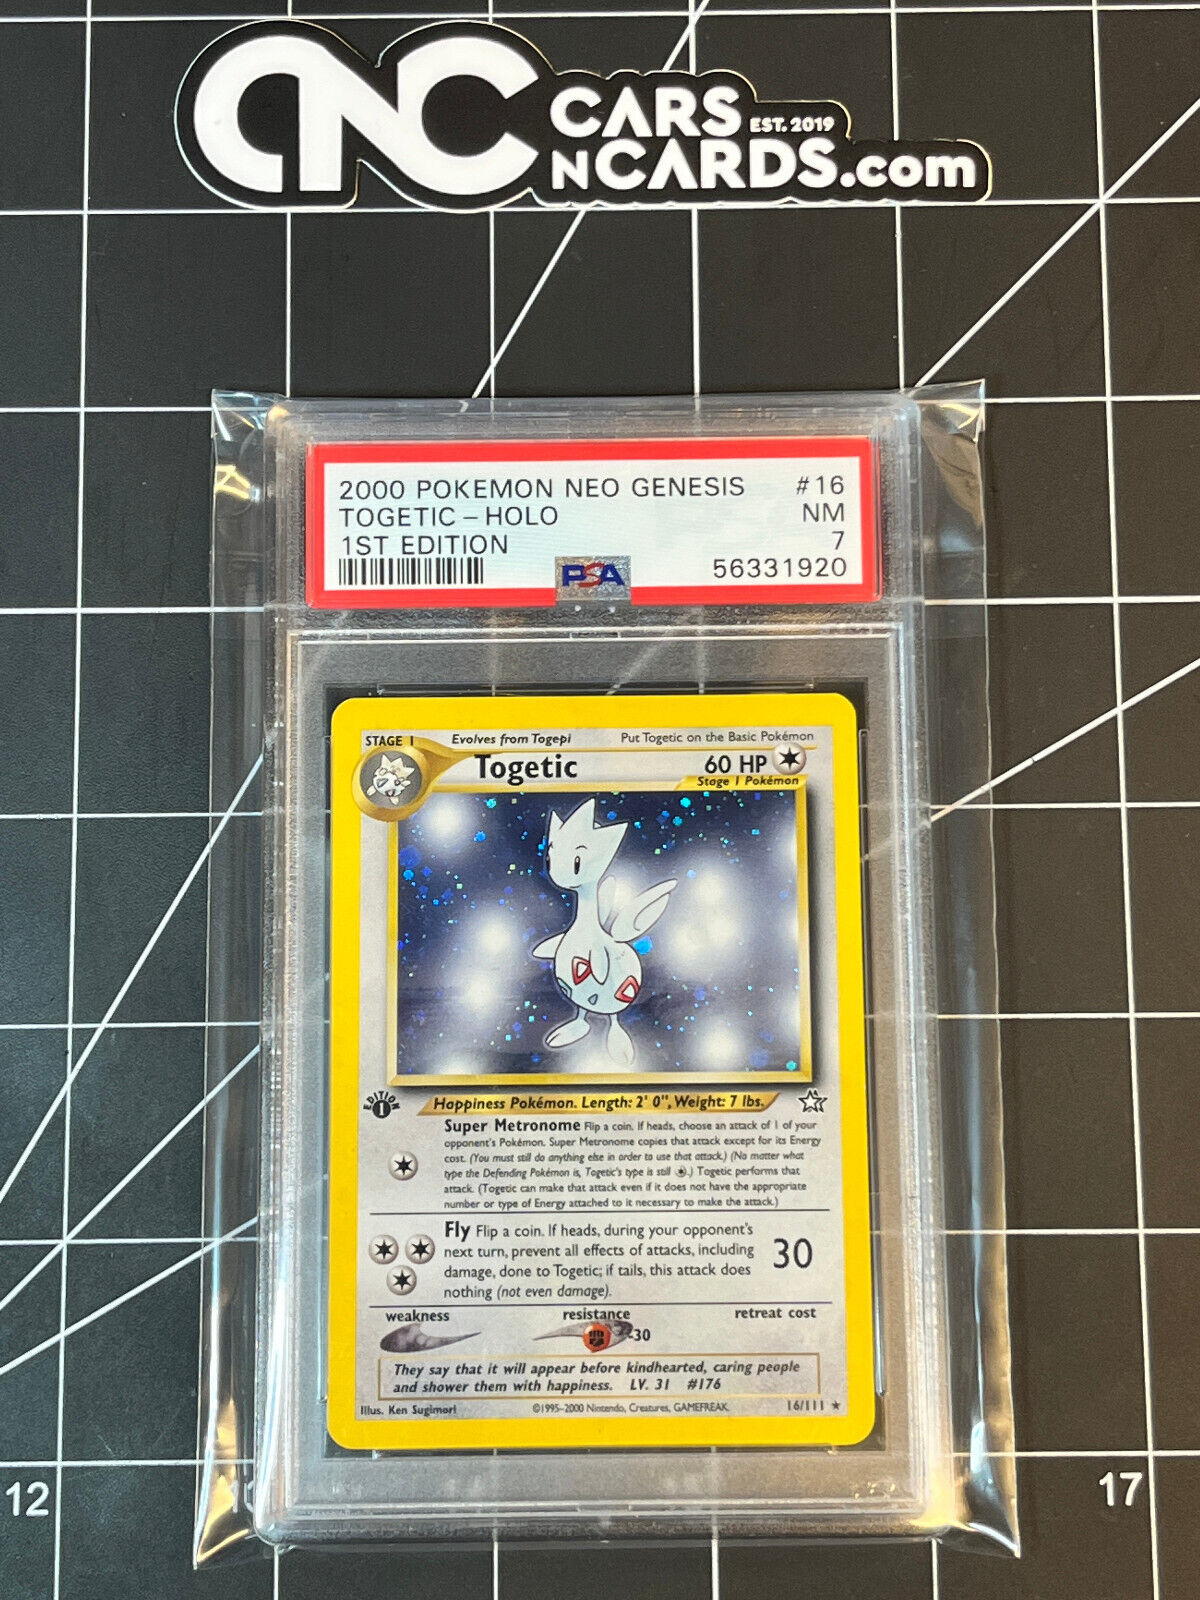 CNC
CARS EST. 2019
N CARDS.com
2000 POKEMON NEO GENESIS #16
TOGETIC - HOLO NM
1ST EDITION 7
PSA 56331920
STAGE 1 Evolves from Togepi Put Togetic on the Basic Pokémon
Togetic 60 HP
Stage 1 Pokémon
EDITION
1
Happiness Pokémon. Length: 2' 0", Weight: 7 lbs.
Super Metronome Flip a coin. If heads, choose an attack of 1 of your
opponent's Pokémon. Super Metronome copies that attack except for its Energy
cost. (You must still do anything else in order to use that attack.) (No matter what
type the Defending Pokémon is, Togetic's type is still .) Togetic performs that
attack. (Togetic can make that attack even if it does not have the appropriate
number or type of Energy attached to it necessary to make the attack.)
Fly Flip a coin. If heads, during your opponent's
next turn, prevent all effects of attacks, including 30
damage, done to Togetic; if tails, this attack does
nothing (not even damage).
weakness resistance retreat cost
-30
They say that it will appear before kindhearted, caring people
and shower them with happiness. LV. 31 #176
Illus. Ken Sugimori ©1995-2000 Nintendo, Creatures, GAMEFREAK. 16/111 ★
12 17